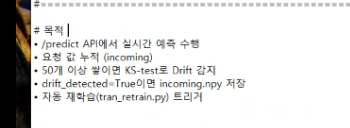 #================================
# 목적
• /predict API에서 실시간 예측 수행
• 요청 값 누적 (incoming)
• 50개 이상 쌓이면 KS-test로 Drift 감지
• drift_detected=True이면 incoming.npy 저장
• 자동 재학습(tran_retrain.py) 트리거